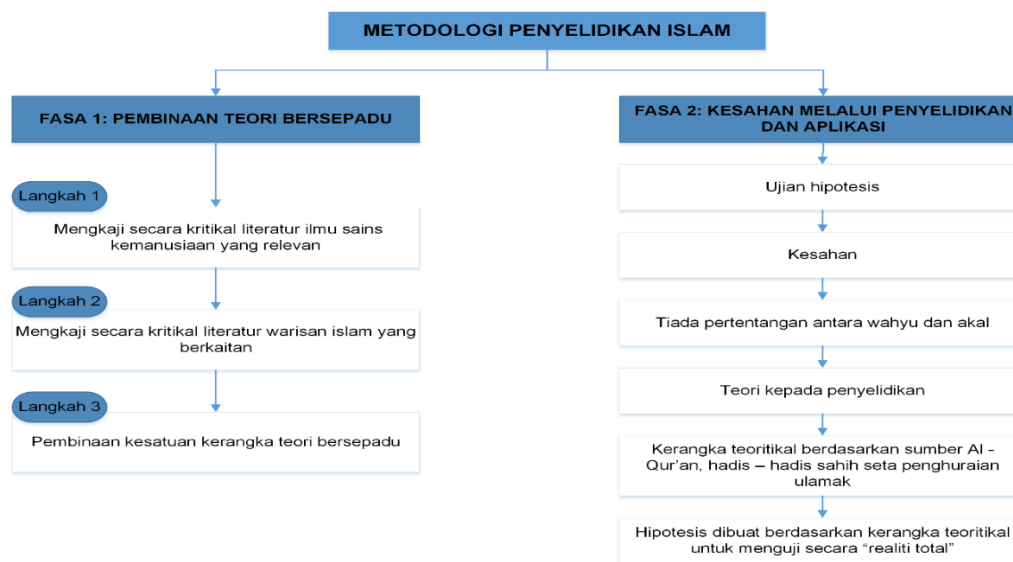 METODOLOGI PENYELIDIKAN ISLAM
FASA 1: PEMBINAAN TEORI BERSEPADU
Langkah 1
Mengkaji secara kritikal literatur ilmu sains
kemanusiaan yang relevan
Langkah 2
Mengkaji secara kritikal literatur warisan islam yang
berkaitan
Langkah 3
Pembinaan kesatuan kerangka teori bersepadu
FASA 2: KESAHAN MELALUI PENYELIDIKAN
DAN APLIKASI
Ujian hipotesis
Kesahan
Tiada pertentangan antara wahyu dan akal
Teori kepada penyelidikan
Kerangka teoritikal berdasarkan sumber Al -
Qur'an, hadis – hadis sahih seta penghuraian
ulamak
Hipotesis dibuat berdasarkan kerangka teoritikal
untuk menguji secara “realiti total”